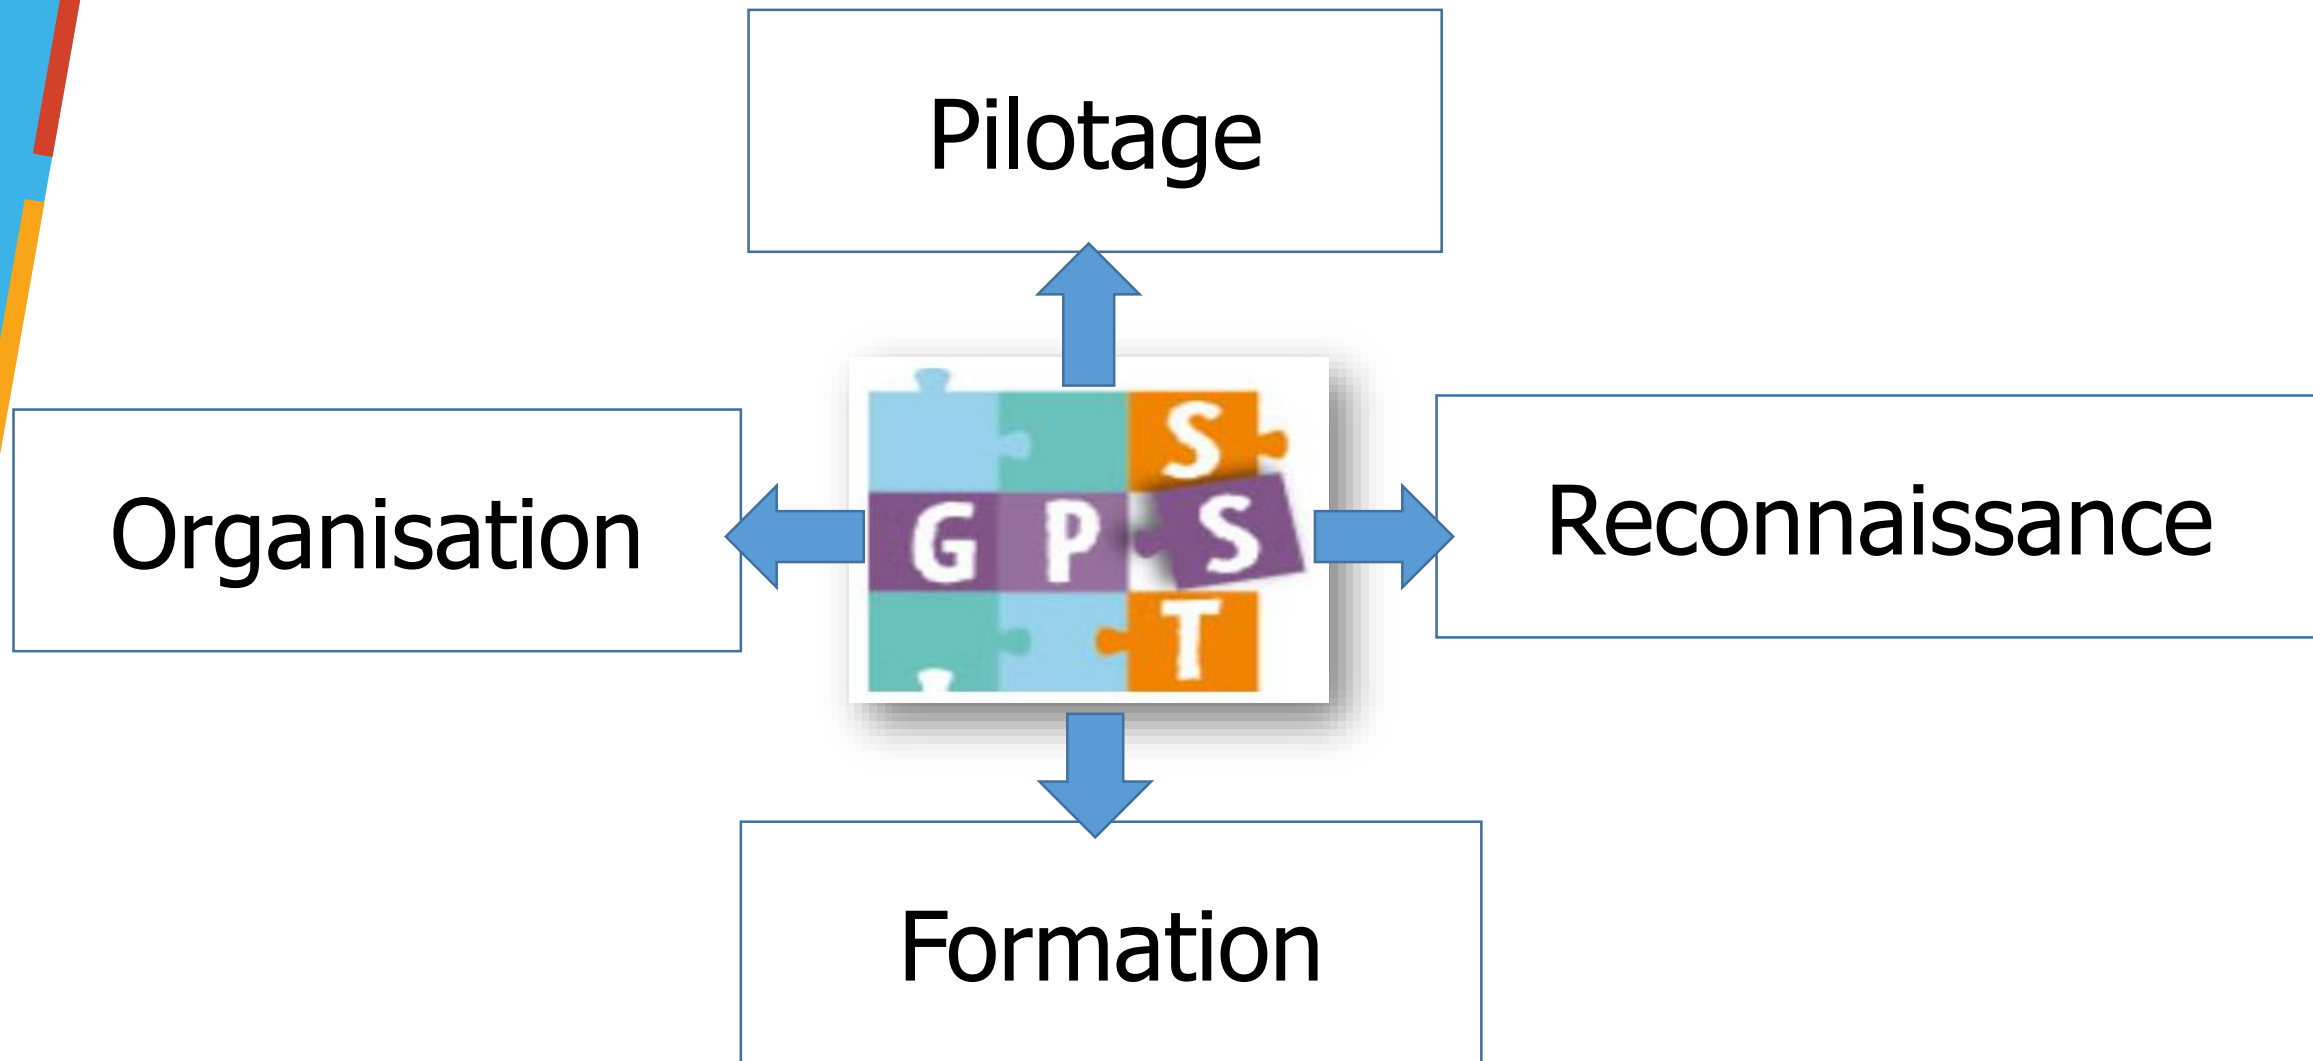 Pilotage
Organisation
S
G P S
T
Reconnaissance
Formation